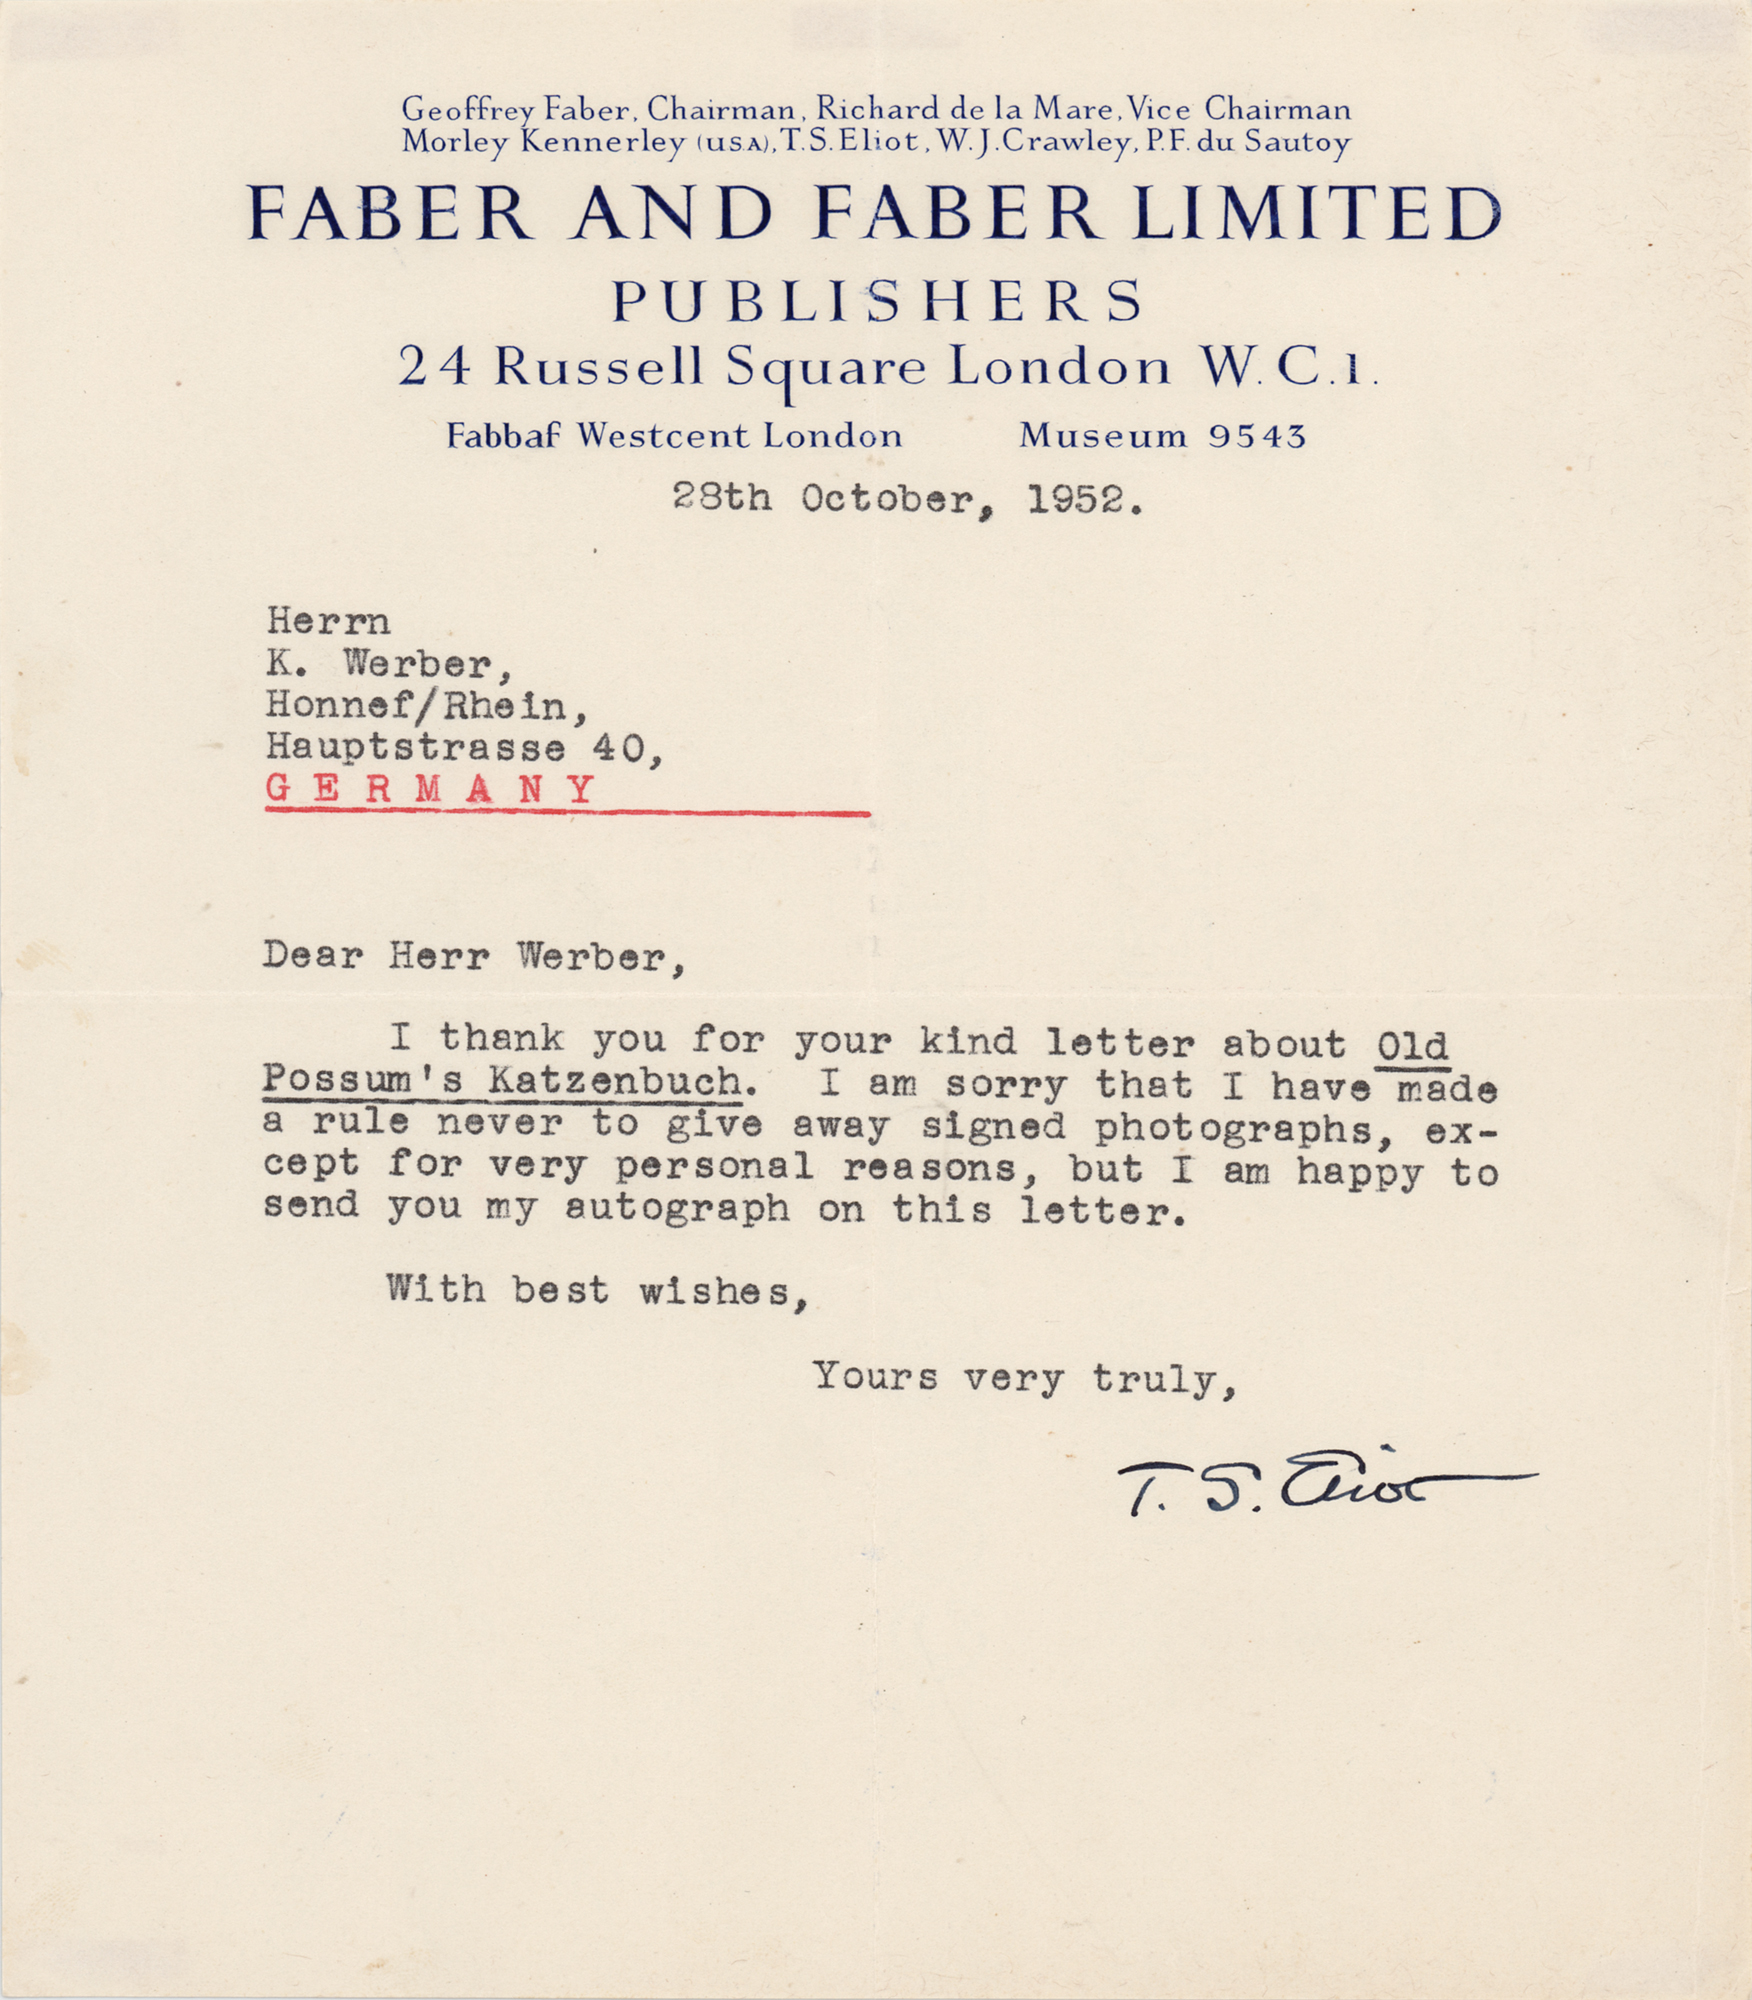 Geoffrey Faber, Chairman, Richard de la Mare, Vice Chairman
Morley Kennerley (U.S.A), T.S. Eliot, W.J. Crawley, P.F. du Sautoy
FABER AND FABER LIMITED
PUBLISHERS
24 Russell Square London W.C.1.
Fabbaf Westcent London Museum 9543
28th October, 1952.
Herrn
K. Werber,
Honnef/Rhein,
Hauptstrasse 40,
G E R M A N Y
Dear Herr Werber,
I thank you for your kind letter about Old
Possum's Katzenbuch. I am sorry that I have made
a rule never to give away signed photographs, ex-
cept for very personal reasons, but I am happy to
send you my autograph on this letter.
With best wishes,
Yours very truly,
T. S. Eliot